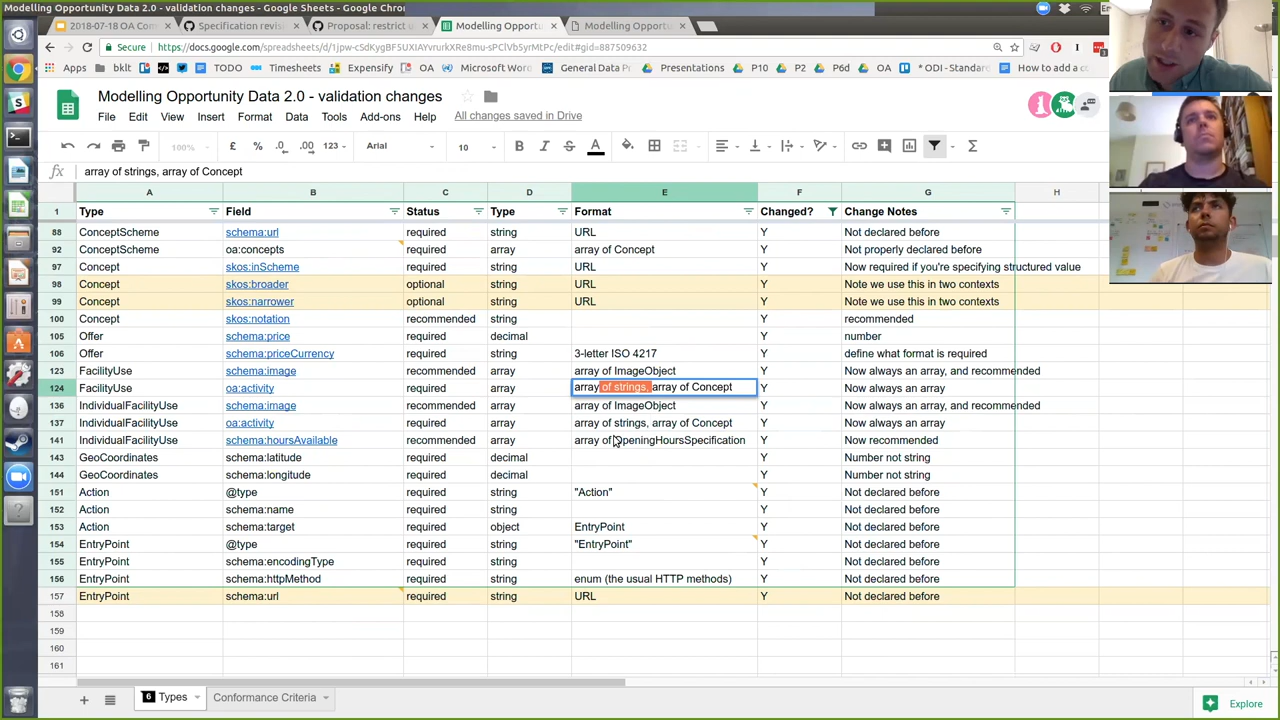 2.0 - validation changes - Google Sheets - Google Chro
2018-07-18 OA Com
Specification revis
Proposal: restrict u
Modelling Opportu
Modelling Opportu
Secure https://docs.google.com/spreadsheets/d/1jpw-cSdKygBF5UXIAYvrurkXRe8mu-sPClVb5yrMtPc/edit#gid=887509632
Apps bklt TODO Timesheets Expensify OA Microsoft Word General Da Presentations P10 P2 P6d OA * ODI - Standar How to add a c
Modelling Opportunity Data 2.0 - validation changes
File Edit View Insert Format Data Tools Add-ons Help All changes saved in Drive
100% £ % .0 .00 123 Arial 10 B I S A
fx array of strings, array of Concept
A B C D E F G H
1 Type Field Status Type Format Changed? Change Notes
88 ConceptScheme schema:url required string URL Y Not declared before
92 ConceptScheme oa:concepts required array array of Concept Y Not properly declared before
97 Concept skos:inScheme required string URL Y Now required if you're specifying structured value
98 Concept skos:broader optional string URL Y Note we use this in two contexts
99 Concept skos:narrower optional string URL Y Note we use this in two contexts
100 Concept skos:notation recommended string Y recommended
105 Offer schema:price required decimal Y number
106 Offer schema:priceCurrency required string 3-letter ISO 4217 Y define what format is required
123 FacilityUse schema:image recommended array array of ImageObject Y Now always an array, and recommended
124 FacilityUse oa:activity required array array of strings, array of Concept Y Now always an array
136 IndividualFacilityUse schema:image recommended array array of ImageObject Y Now always an array, and recommended
137 IndividualFacilityUse oa:activity required array array of strings, array of Concept Y Now always an array
141 IndividualFacilityUse schema:hoursAvailable recommended array array of OpeningHoursSpecification Y Now recommended
143 GeoCoordinates schema:latitude required decimal Y Number not string
144 GeoCoordinates schema:longitude required decimal Y Number not string
151 Action @type required string "Action" Y Not declared before
152 Action schema:name required string Y Not declared before
153 Action schema:target required object EntryPoint Y Not declared before
154 EntryPoint @type required string "EntryPoint" Y Not declared before
155 EntryPoint schema:encodingType required string Y Not declared before
156 EntryPoint schema:httpMethod required string enum (the usual HTTP methods) Y Not declared before
157 EntryPoint schema:url required string URL Y Not declared before
158
159
160
161
6 Types Conformance Criteria Explore